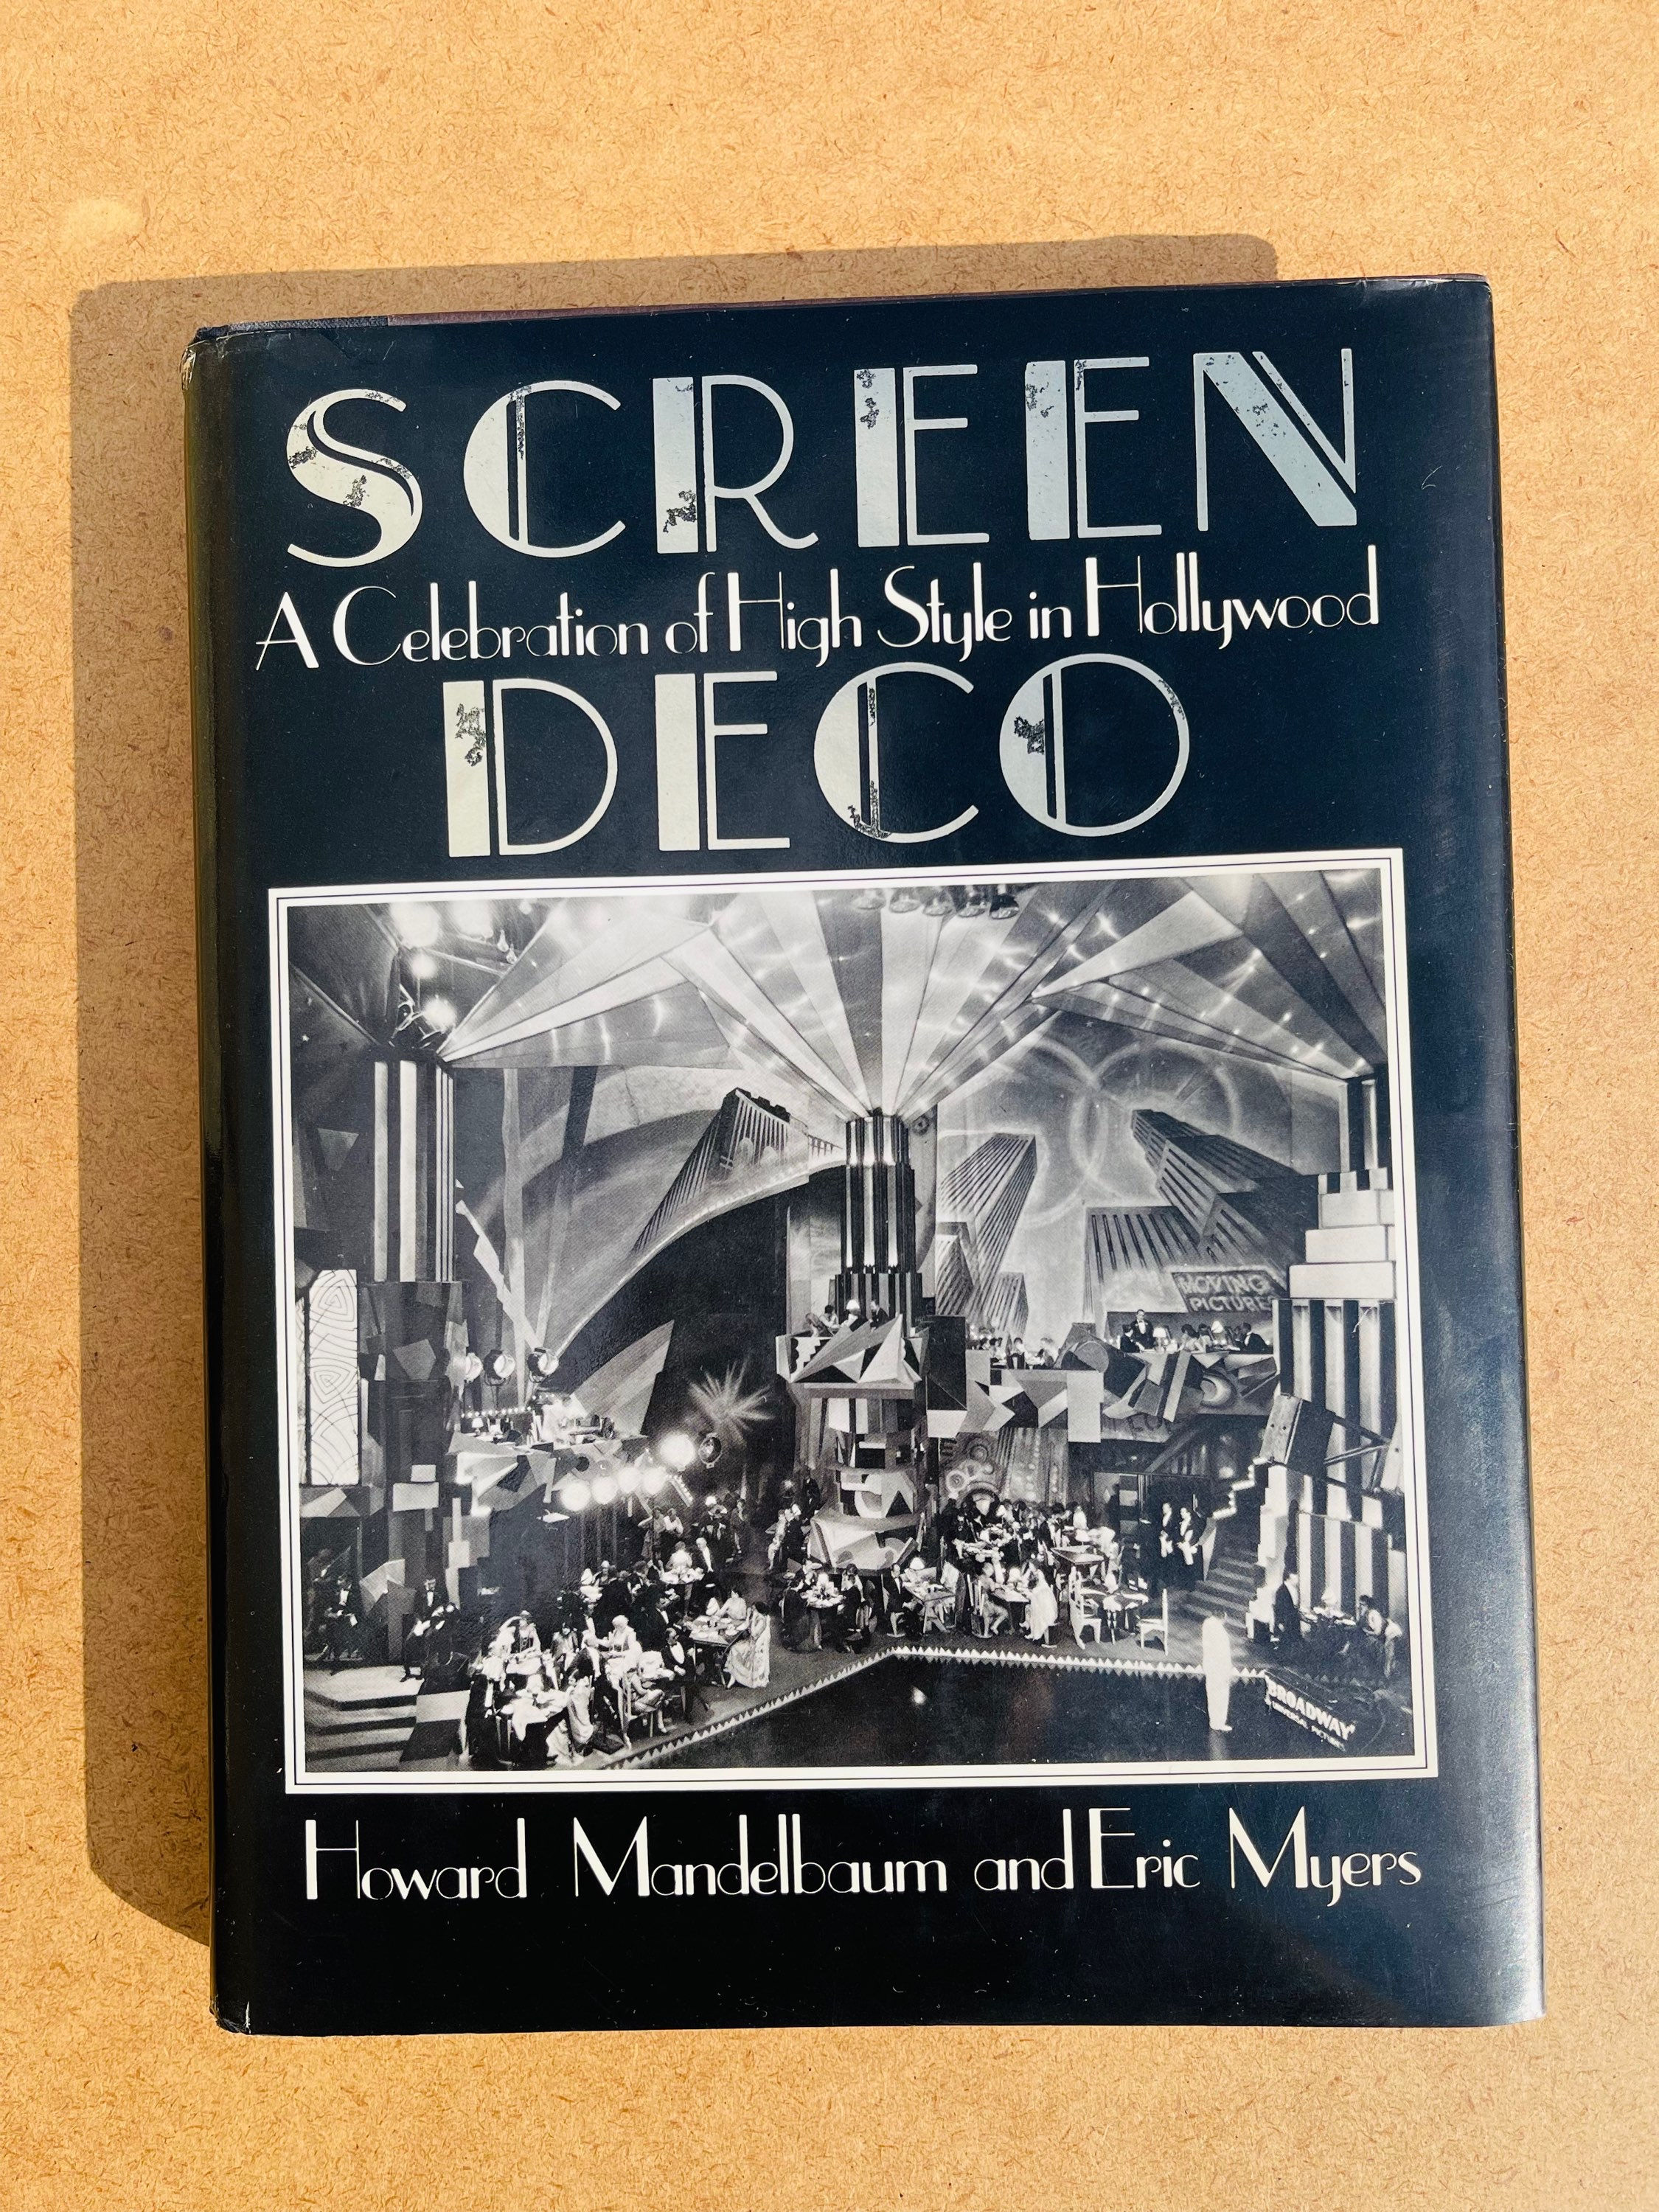 SCREEN
A Celebration of High Style in Hollywood
DECO
MOVING
PICTURES
BROADWAY
Howard Mandelbaum and Eric Myers